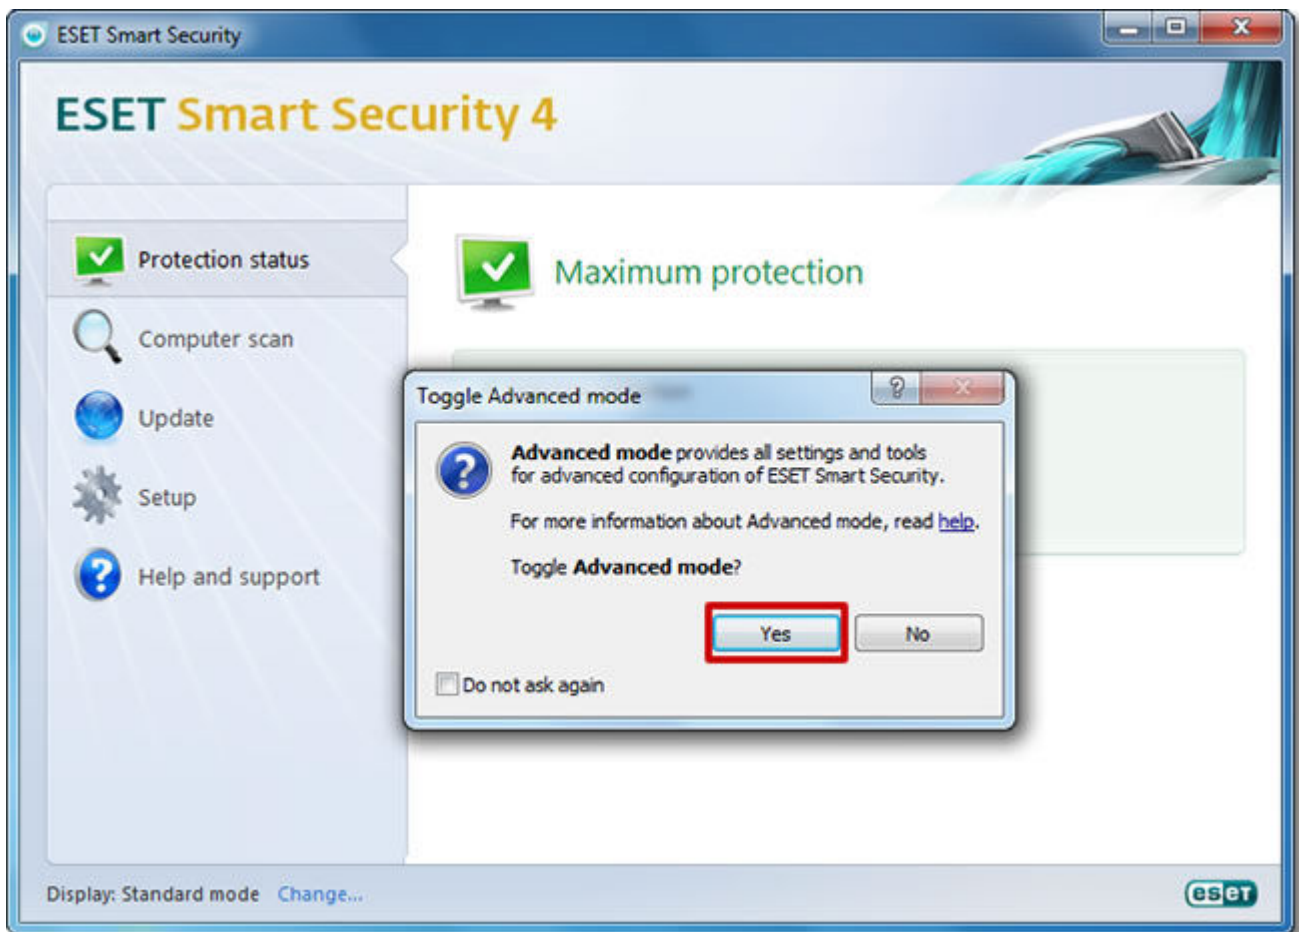 ESET Smart Security
ESET Smart Security 4
Protection status
Computer scan
Update
Setup
Help and support
Maximum protection
Toggle Advanced mode
Advanced mode provides all settings and tools
for advanced configuration of ESET Smart Security.
For more information about Advanced mode, read help.
Toggle Advanced mode?
Yes No
Do not ask again
Display: Standard mode Change...
eseT